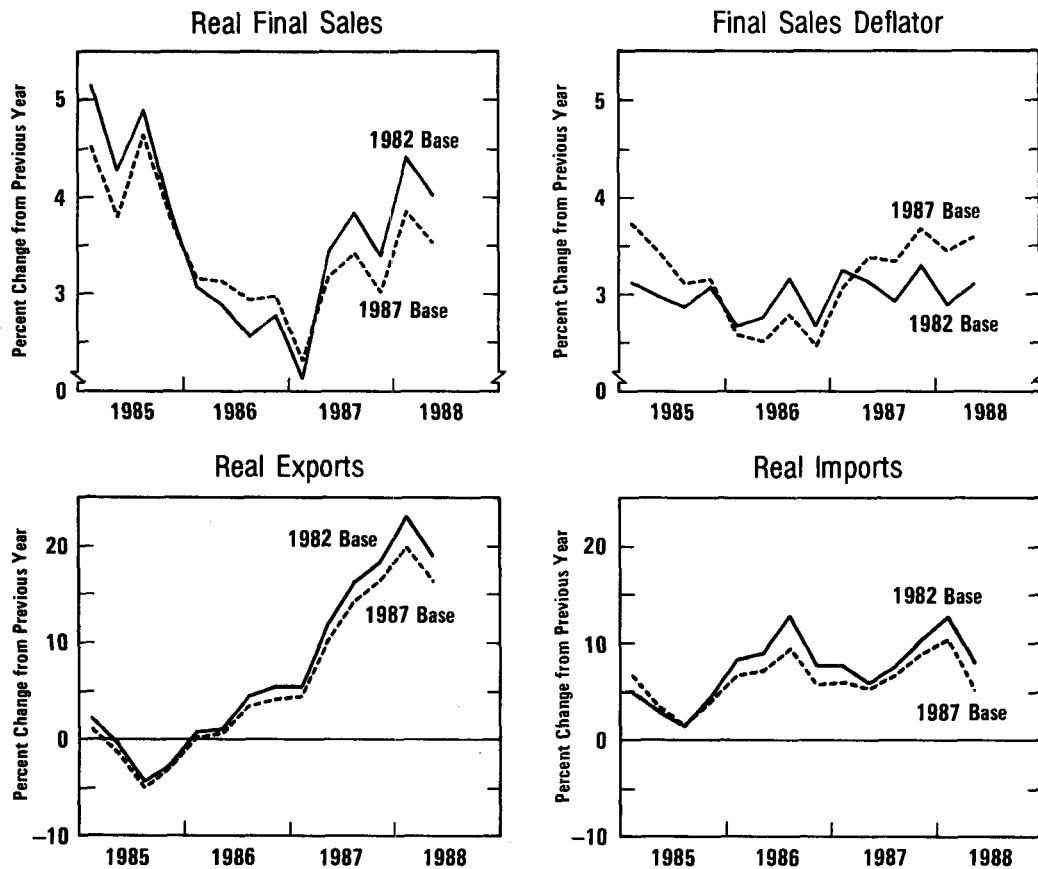 Real Final Sales
Percent Change from Previous Year
5
4
3
0
1982 Base
1987 Base
1985 1986 1987 1988
Final Sales Deflator
Percent Change from Previous Year
5
4
3
0
1987 Base
1982 Base
1985 1986 1987 1988
Real Exports
Percent Change from Previous Year
20
10
0
−10
1982 Base
1987 Base
1985 1986 1987 1988
Real Imports
Percent Change from Previous Year
20
10
0
−10
1982 Base
1987 Base
1985 1986 1987 1988